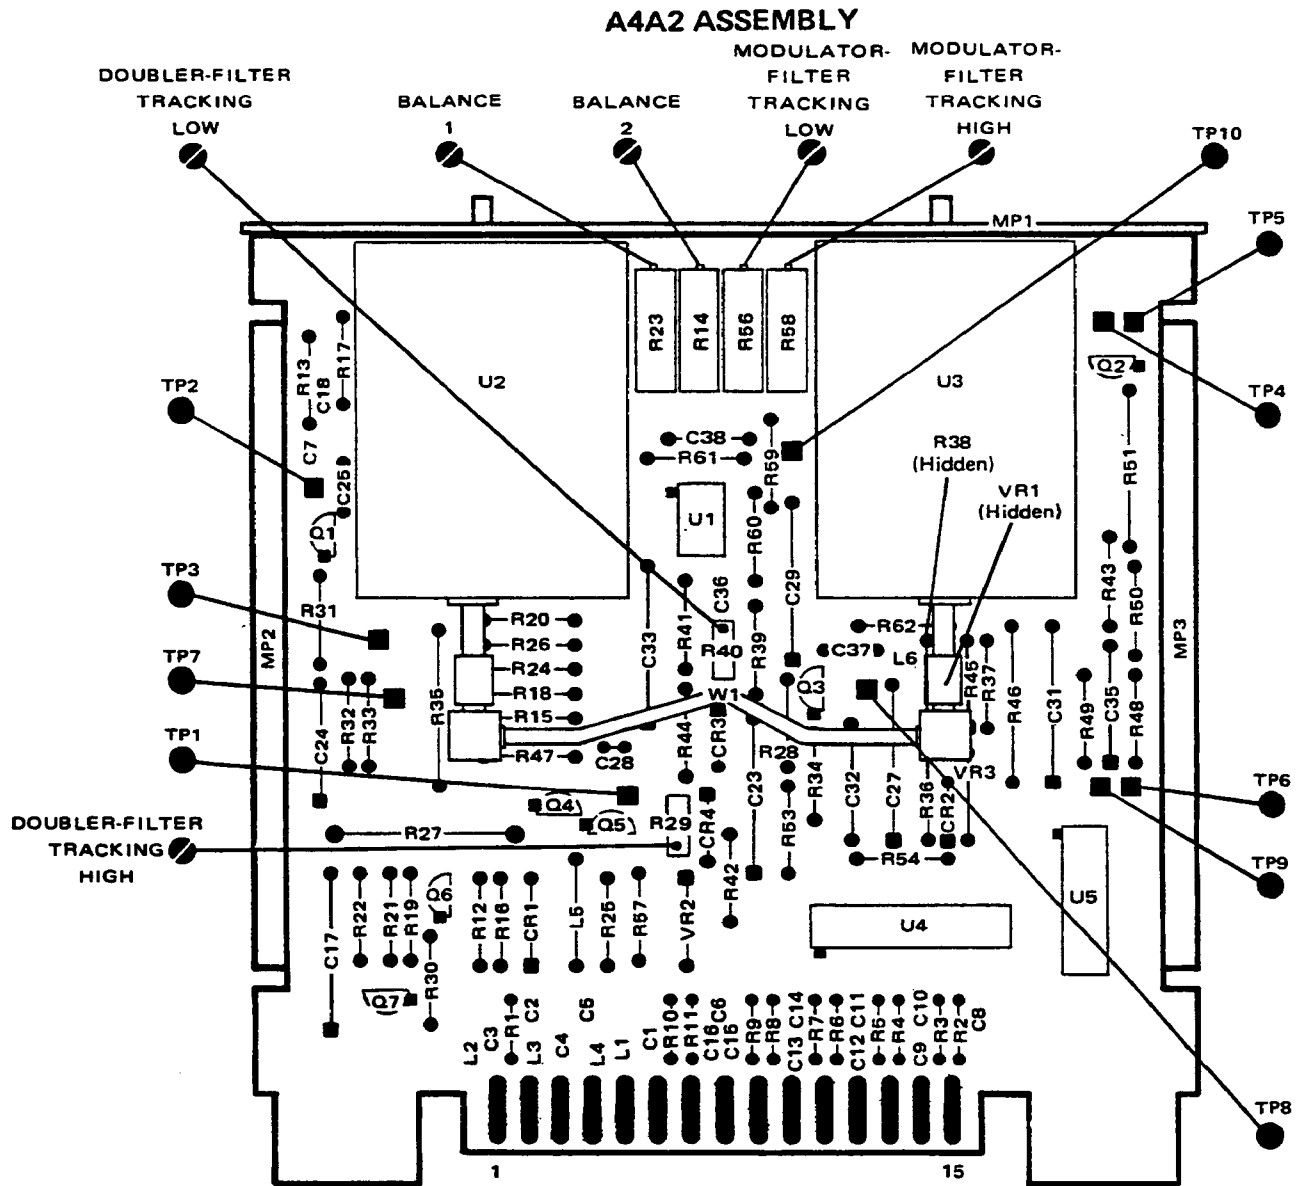 A4A2 ASSEMBLY
DOUBLER-FILTER
TRACKING
LOW
BALANCE
1
BALANCE
2
MODULATOR-
FILTER
TRACKING
LOW
MODULATOR-
FILTER
TRACKING
HIGH
TP10
MP1
TP5
TP4
TP2
TP3
TP7
TP1
DOUBLER-FILTER
TRACKING
HIGH
TP6
TP9
TP8
MP2
MP3
R13
C18
R17
C7
C25
Q1
R31
U2
R23
R14
R56
R58
U3
Q2
R51
C38
R61
R59
R38
(Hidden)
VR1
(Hidden)
U1
R60
C29
R43
R50
C36
R41
R40
R39
C33
R20
R26
R24
R18
R15
R47
R35
R32
R33
C24
R62
C37
L6
Q3
R45
R37
R46
C31
R49
C35
R48
W1
C28
R44
CR3
C23
R28
R34
C32
C27
R36
CR2
VR3
Q4
Q5
R29
CR4
R53
R27
R54
R42
U5
U4
C17
R22
R21
R19
Q6
R30
Q7
R12
R16
CR1
L5
R25
R57
VR2
L2
C3
R1
L3
C2
C4
C5
L4
L1
C1
R10
R11
C16
C6
C15
R9
R8
C13
C14
R7
R6
C12
C11
R5
R4
C9
C10
R3
R2
C8
1
15